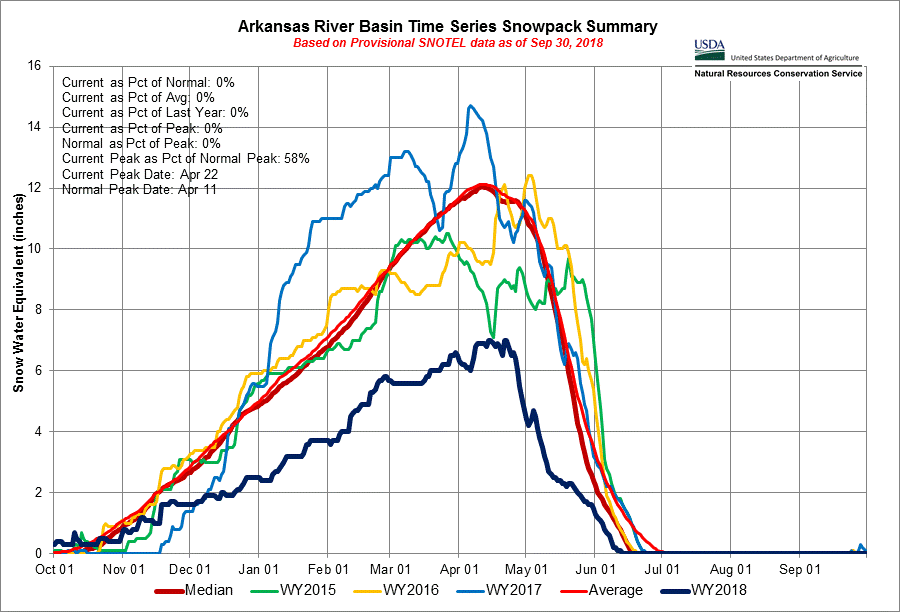 Arkansas River Basin Time Series Snowpack Summary
Based on Provisional SNOTEL data as of Sep 30, 2018
USDA
United States Department of Agriculture
Natural Resources Conservation Service
Current as Pct of Normal: 0%
Current as Pct of Avg: 0%
Current as Pct of Last Year: 0%
Current as Pct of Peak: 0%
Normal as Pct of Peak: 0%
Current Peak as Pct of Normal Peak: 58%
Current Peak Date: Apr 22
Normal Peak Date: Apr 11
Snow Water Equivalent (inches)
16
14
12
10
8
6
4
2
0
Oct 01 Nov 01 Dec 01 Jan 01 Feb 01 Mar 01 Apr 01 May 01 Jun 01 Jul 01 Aug 01 Sep 01
Median WY2015 WY2016 WY2017 Average WY2018